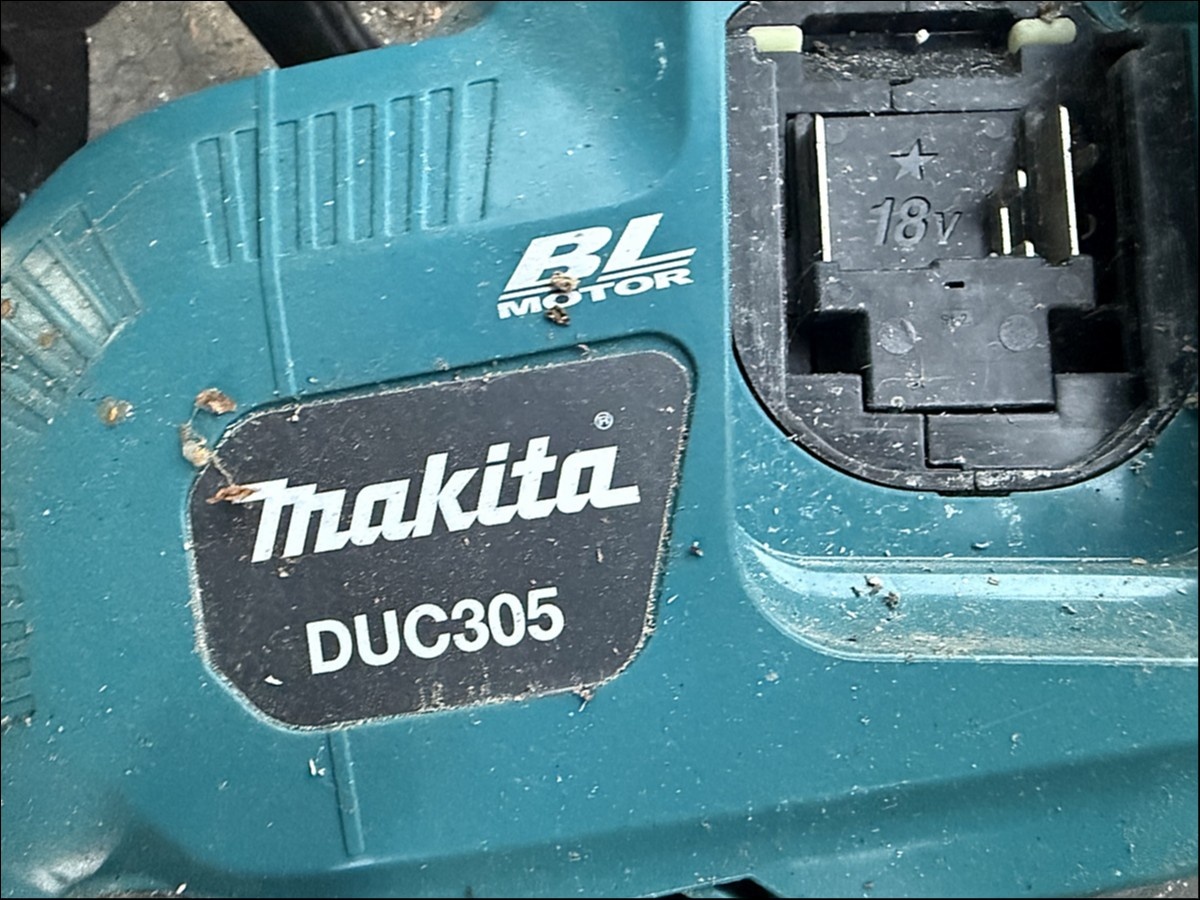 BL
MOTOR
18V
makita®
DUC305